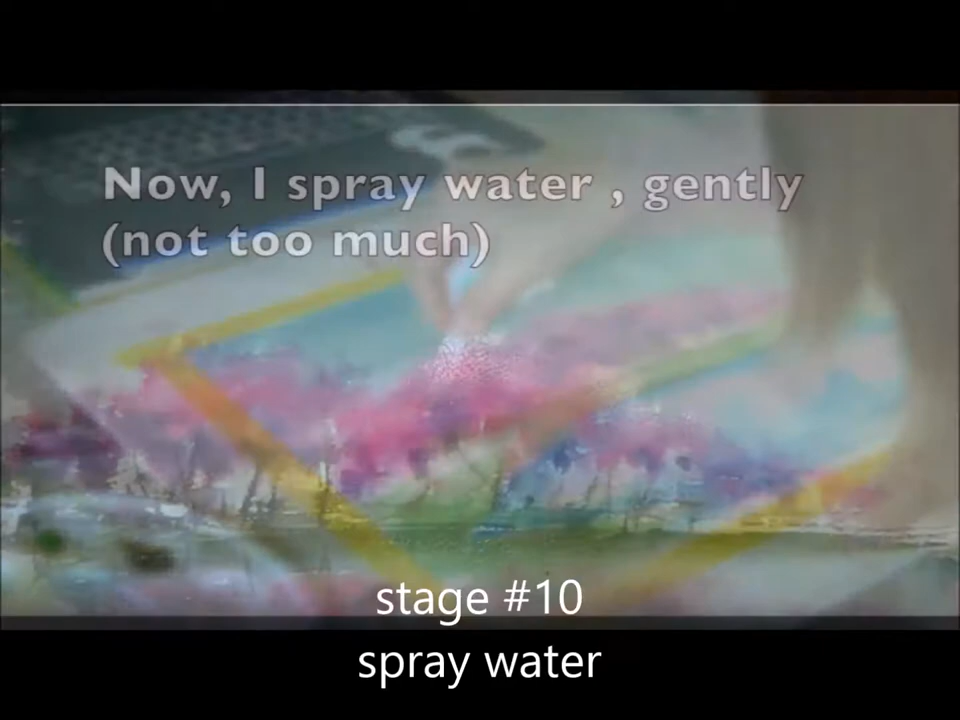 Now, I spray water , gently
(not too much)
stage #10
spray water